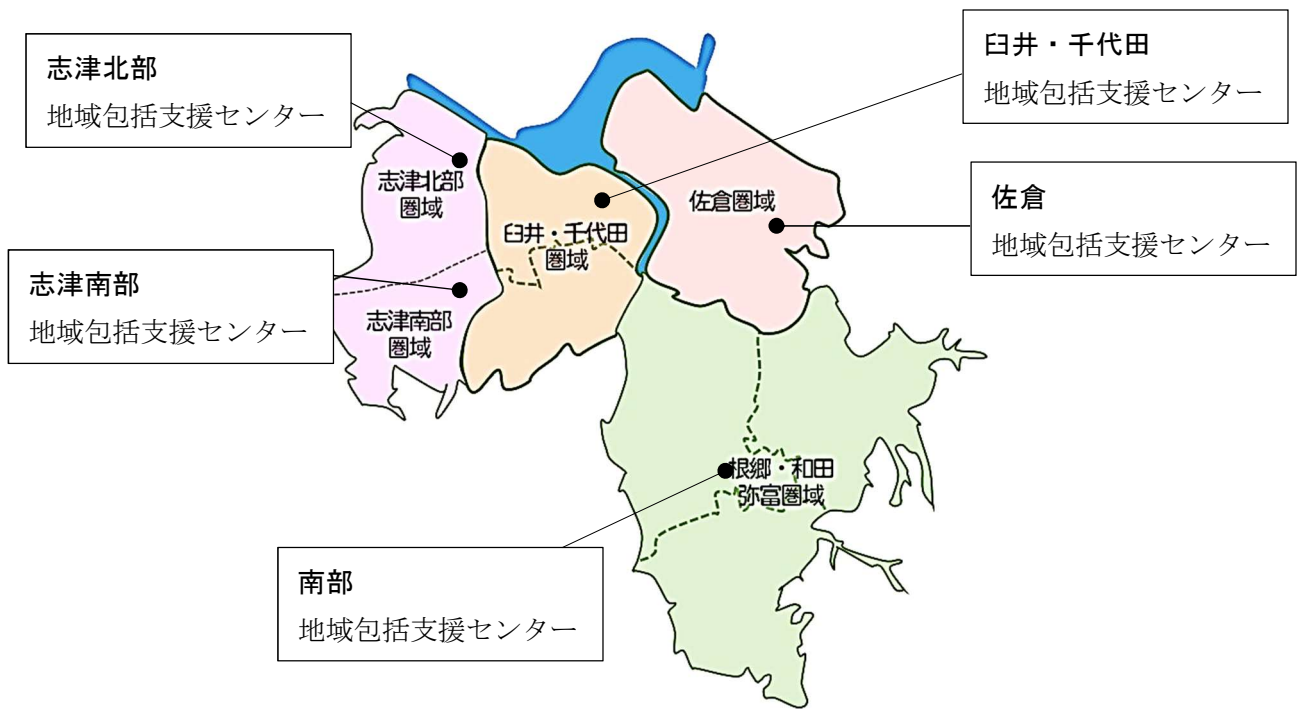 志津北部
地域包括支援センター
臼井・千代田
地域包括支援センター
佐倉
地域包括支援センター
志津南部
地域包括支援センター
南部
地域包括支援センター
志津北部
圏域
臼井・千代田
圏域
佐倉圏域
志津南部
圏域
根郷・和田
弥富圏域